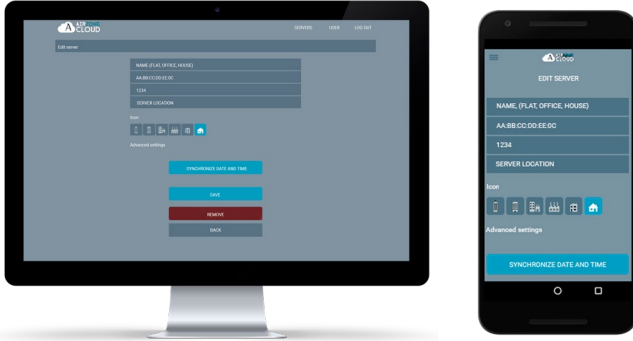 AIRZONE
CLOUD
SERVERS USER LOG OUT
Edit server
NAME (FLAT, OFFICE, HOUSE)
AA:BB:CC:DD:EE:0C
1234
SERVER LOCATION
Icon
Advanced settings
SYNCHRONIZE DATE AND TIME
SAVE
REMOVE
BACK
AIRZONE
CLOUD
EDIT SERVER
NAME, (FLAT, OFFICE, HOUSE)
AA:BB:CC:DD:EE:0C
1234
SERVER LOCATION
Icon
Advanced settings
SYNCHRONIZE DATE AND TIME